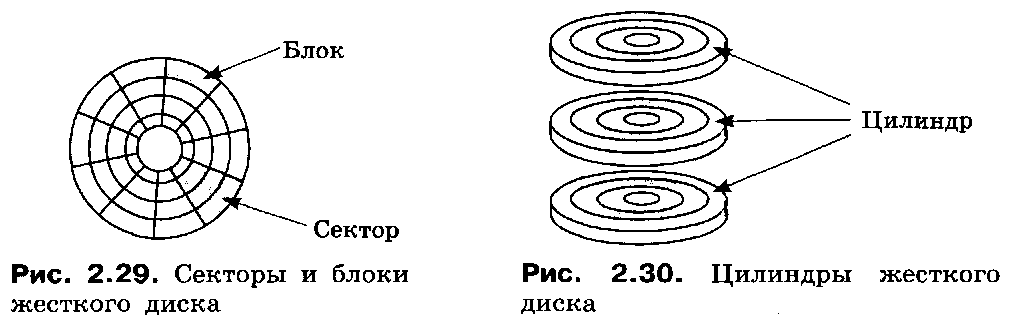 Блок
Сектор
Рис. 2.29. Секторы и блоки
жесткого диска
Цилиндр
Рис. 2.30. Цилиндры жесткого
диска